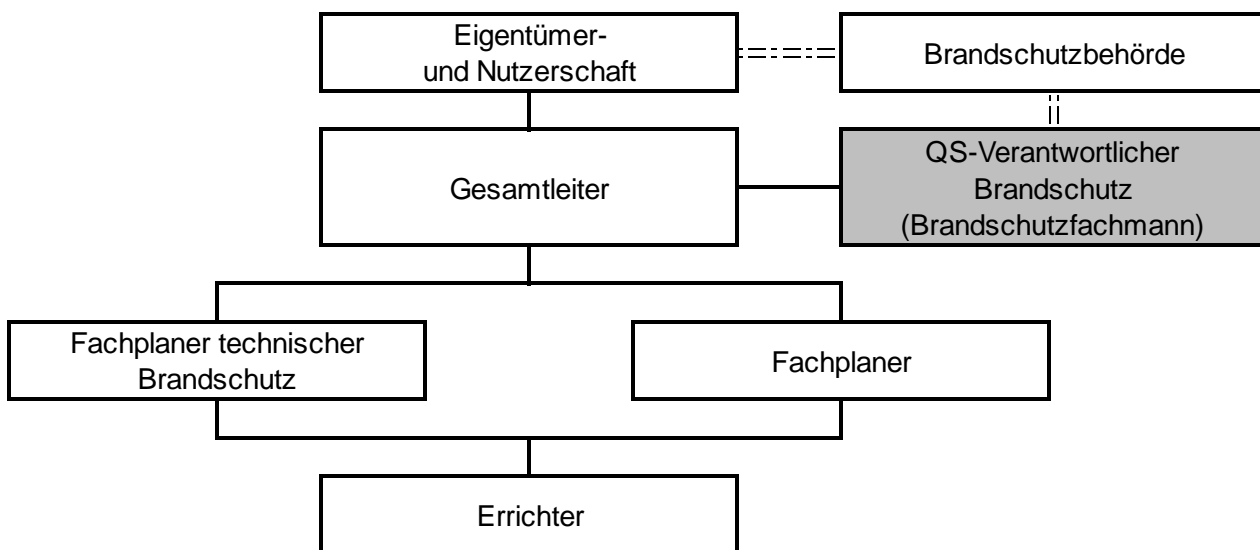 Eigentümer-
und Nutzerschaft
Brandschutzbehörde
Gesamtleiter
QS-Verantwortlicher
Brandschutz
(Brandschutzfachmann)
Fachplaner technischer
Brandschutz
Fachplaner
Errichter